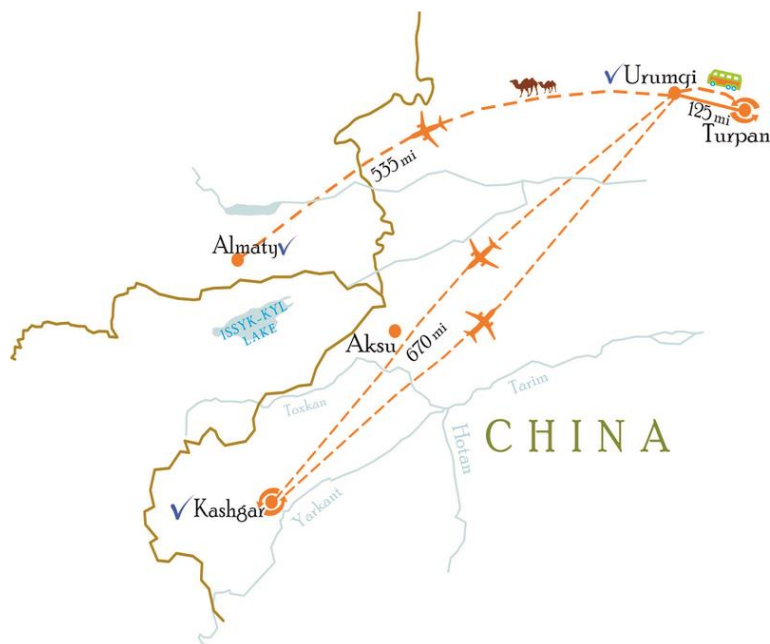 Urumqi
125 mi
Turpan
535 mi
Almaty
ISSYK-KYL
LAKE
Aksu
670 mi
Toxkan
Tarim
Hotan
CHINA
Kashgar
Yarkant